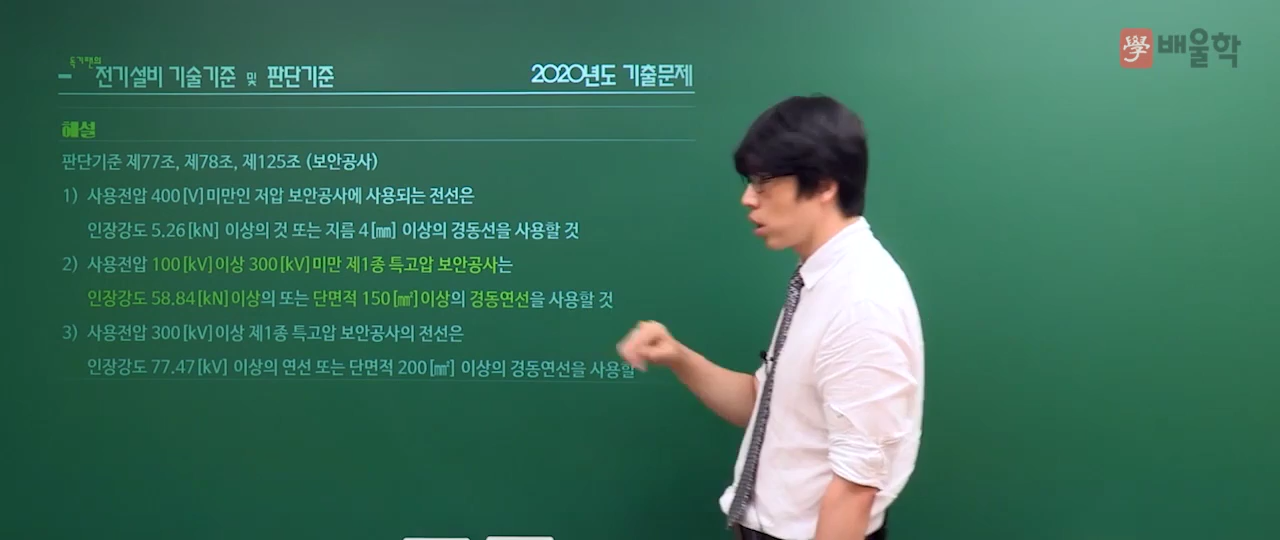 學 배울학
독기팬의
전기설비 기술기준 및 판단기준 2020년도 기출문제
해설
판단기준 제77조, 제78조, 제125조 (보안공사)
1) 사용전압 400[V]미만인 저압 보안공사에 사용되는 전선은
인장강도 5.26[kN] 이상의 것 또는 지름 4[㎜] 이상의 경동선을 사용할 것
2) 사용전압 100[kV]이상 300[kV]미만 제1종 특고압 보안공사는
인장강도 58.84[kN]이상의 또는 단면적 150[㎟]이상의 경동연선을 사용할 것
3) 사용전압 300[kV]이상 제1종 특고압 보안공사의 전선은
인장강도 77.47[kV] 이상의 연선 또는 단면적 200[㎟] 이상의 경동연선을 사용할